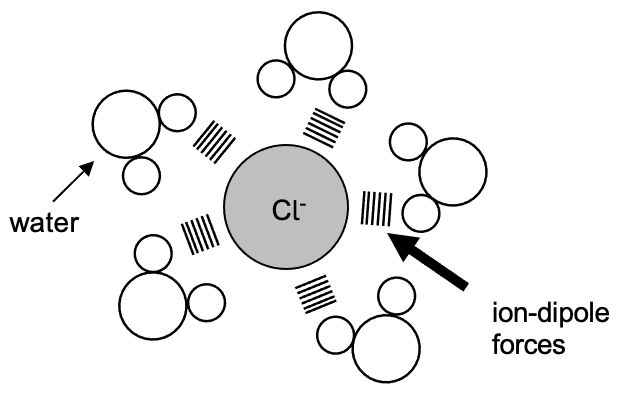 Cl⁻
water
ion-dipole
forces